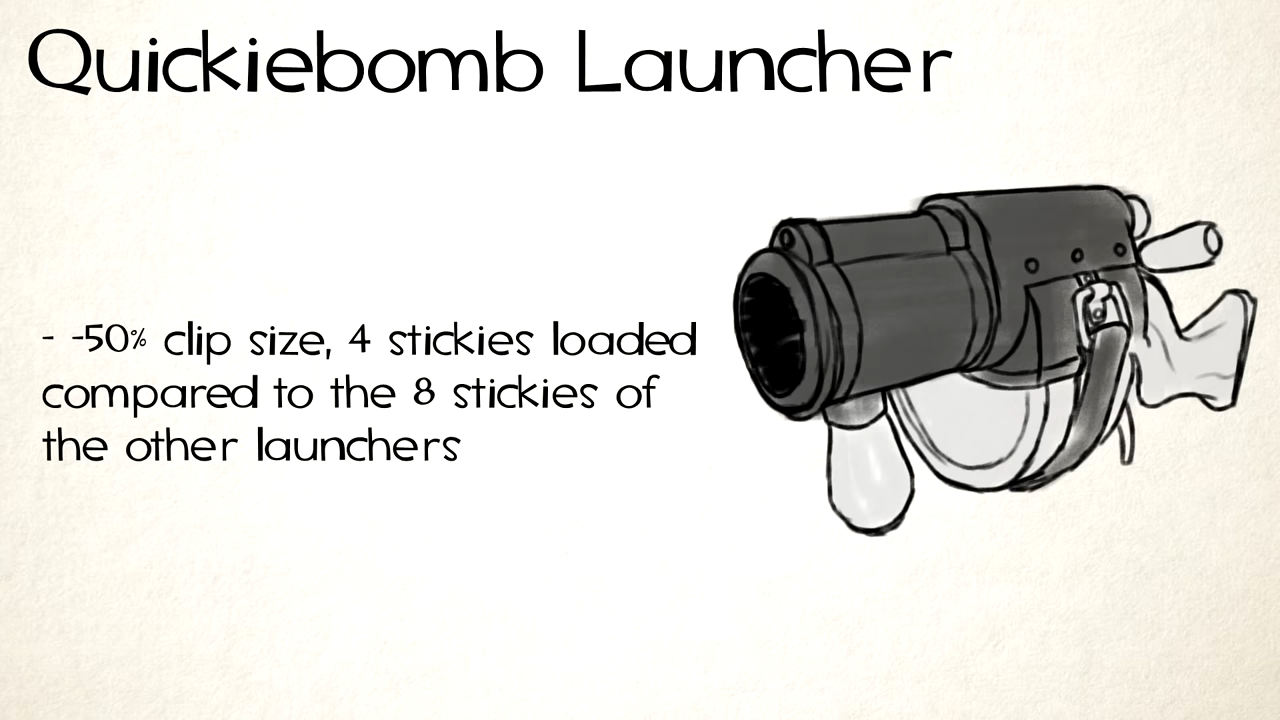 Quickiebomb Launcher
- -50% clip size, 4 stickies loaded
compared to the 8 stickies of
the other launchers